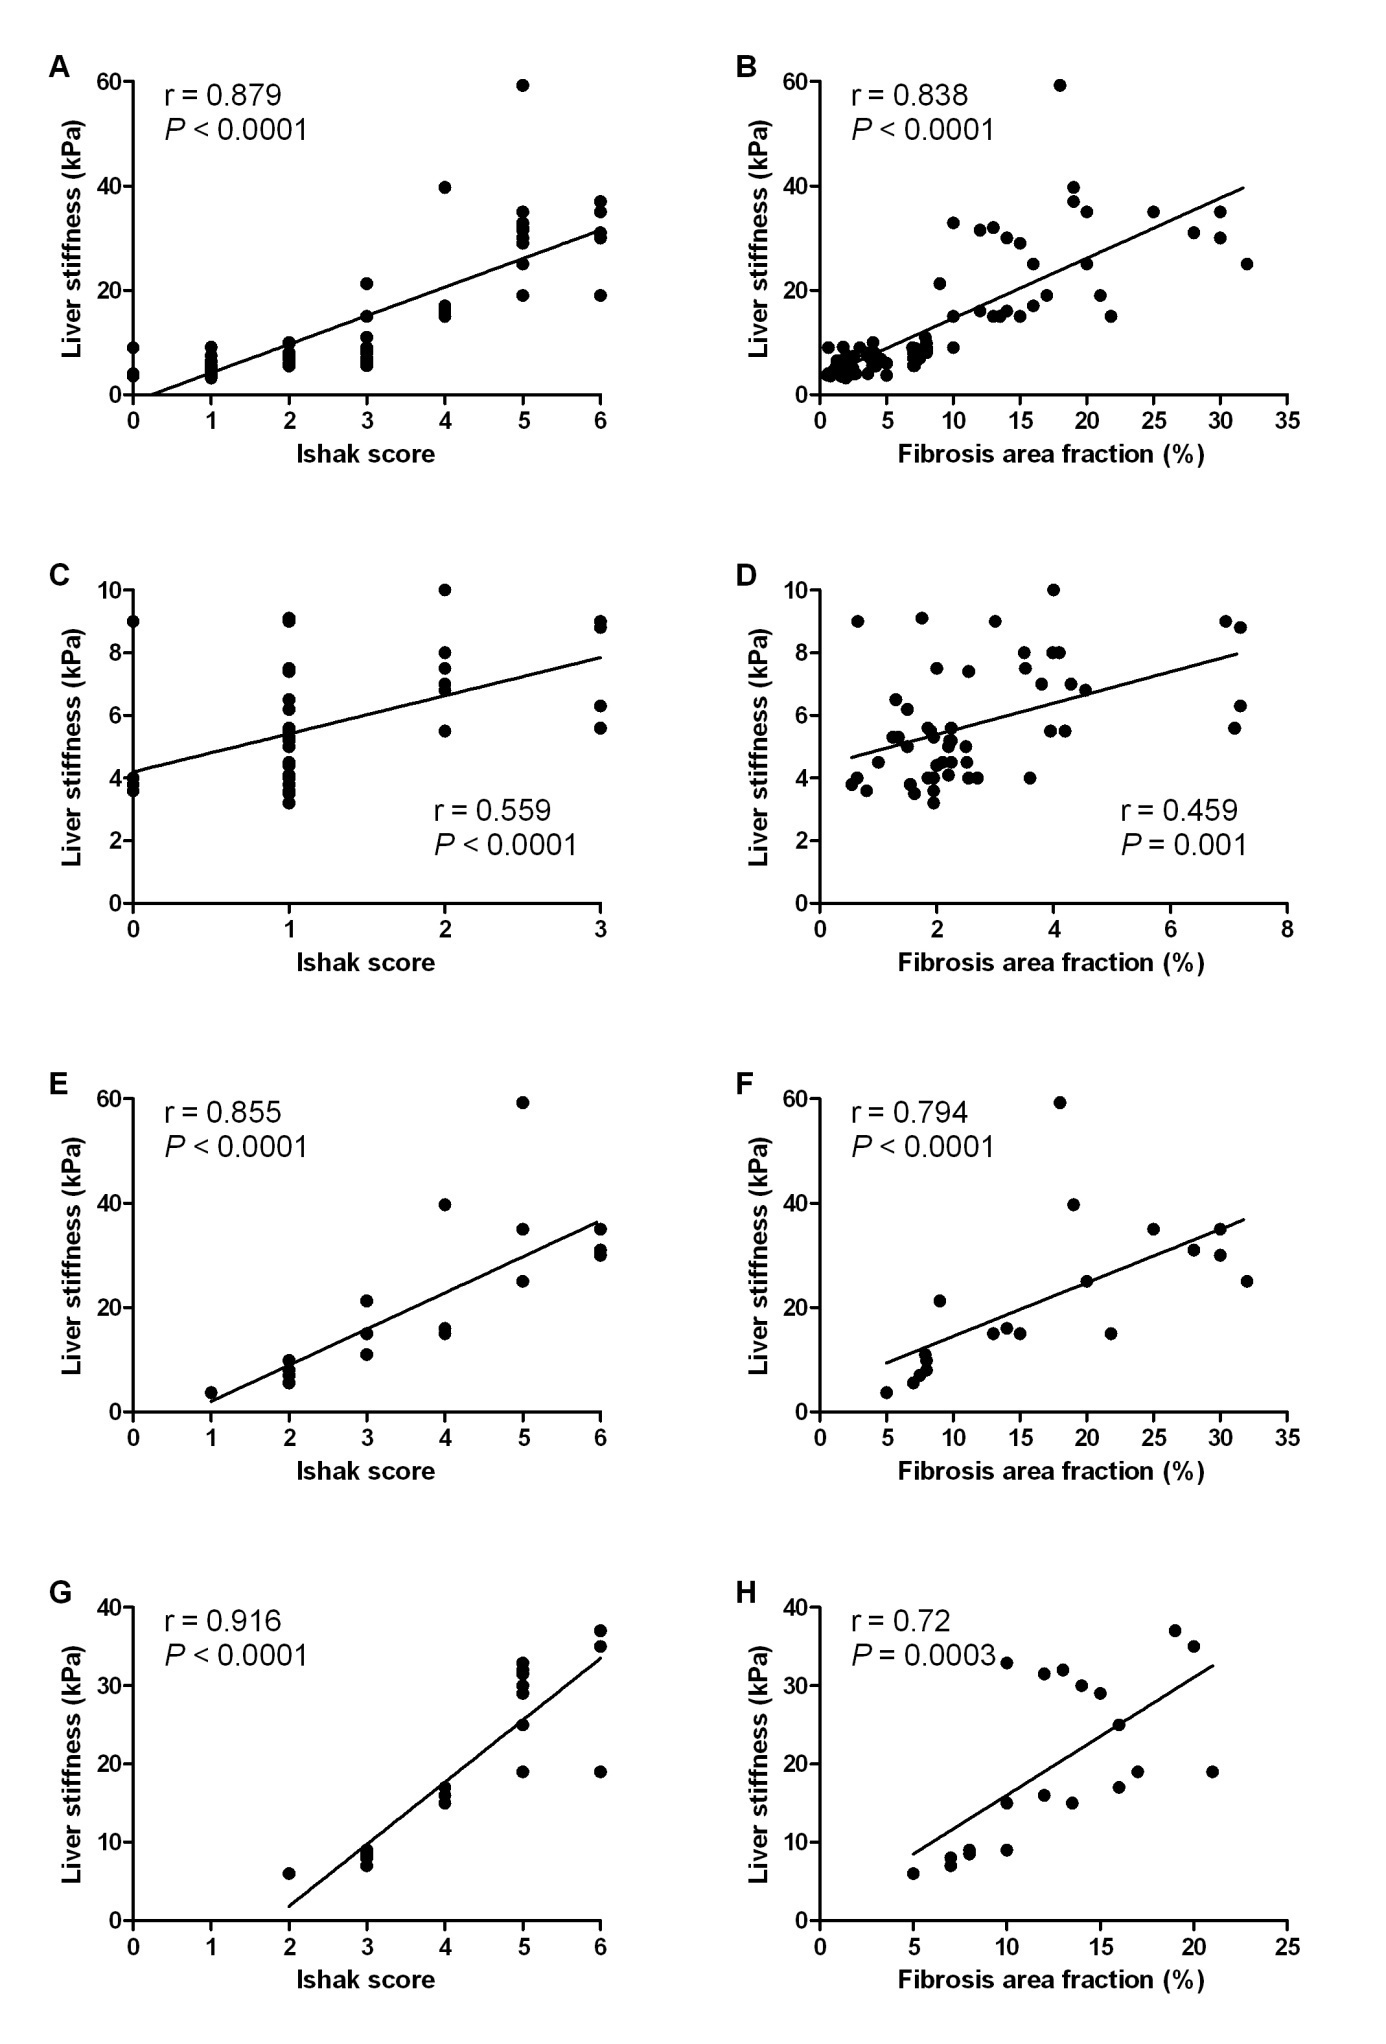 A
r = 0.879
P < 0.0001
Liver stiffness (kPa)
60
40
20
0
0 1 2 3 4 5 6
Ishak score
B
r = 0.838
P < 0.0001
Liver stiffness (kPa)
60
40
20
0
0 5 10 15 20 25 30 35
Fibrosis area fraction (%)
C
Liver stiffness (kPa)
10
8
6
4
2
0
r = 0.559
P < 0.0001
0 1 2 3
Ishak score
D
Liver stiffness (kPa)
10
8
6
4
2
0
r = 0.459
P = 0.001
0 2 4 6 8
Fibrosis area fraction (%)
E
r = 0.855
P < 0.0001
Liver stiffness (kPa)
60
40
20
0
0 1 2 3 4 5 6
Ishak score
F
r = 0.794
P < 0.0001
Liver stiffness (kPa)
60
40
20
0
0 5 10 15 20 25 30 35
Fibrosis area fraction (%)
G
r = 0.916
P < 0.0001
Liver stiffness (kPa)
40
30
20
10
0
0 1 2 3 4 5 6
Ishak score
H
r = 0.72
P = 0.0003
Liver stiffness (kPa)
40
30
20
10
0
0 5 10 15 20 25
Fibrosis area fraction (%)